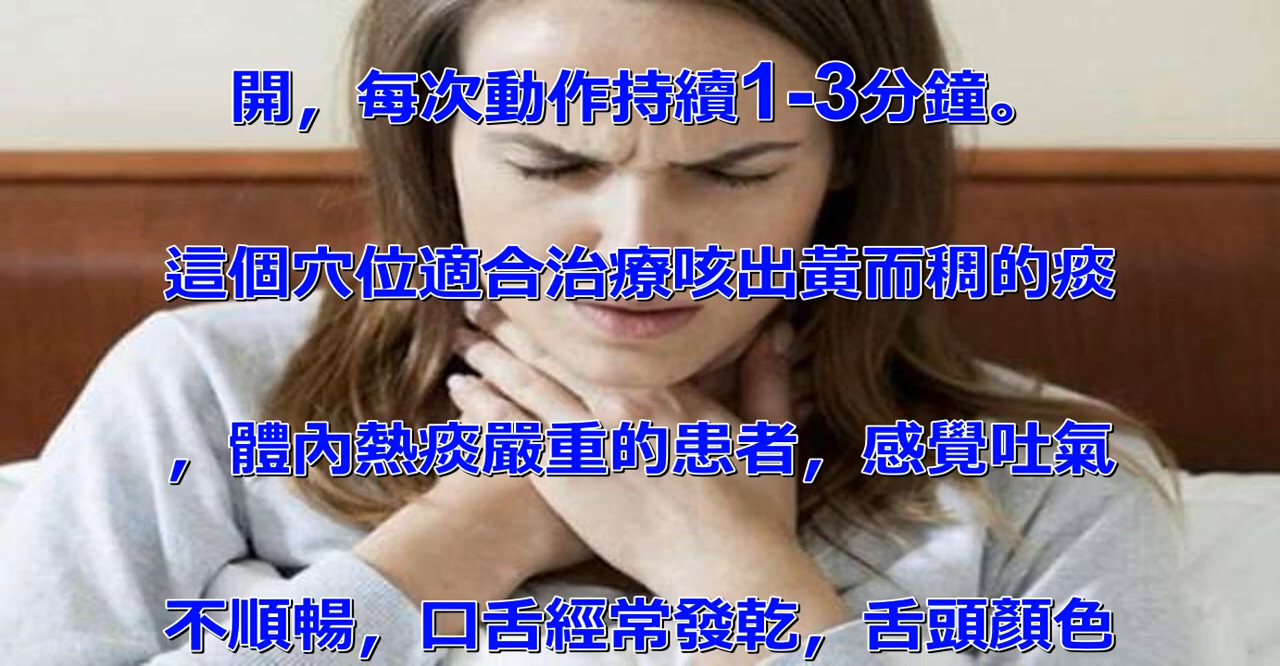 開，每次動作持續1-3分鐘。
這個穴位適合治療咳出黃而稠的痰
，體內熱痰嚴重的患者，感覺吐氣
不順暢，口舌經常發乾，舌頭顏色